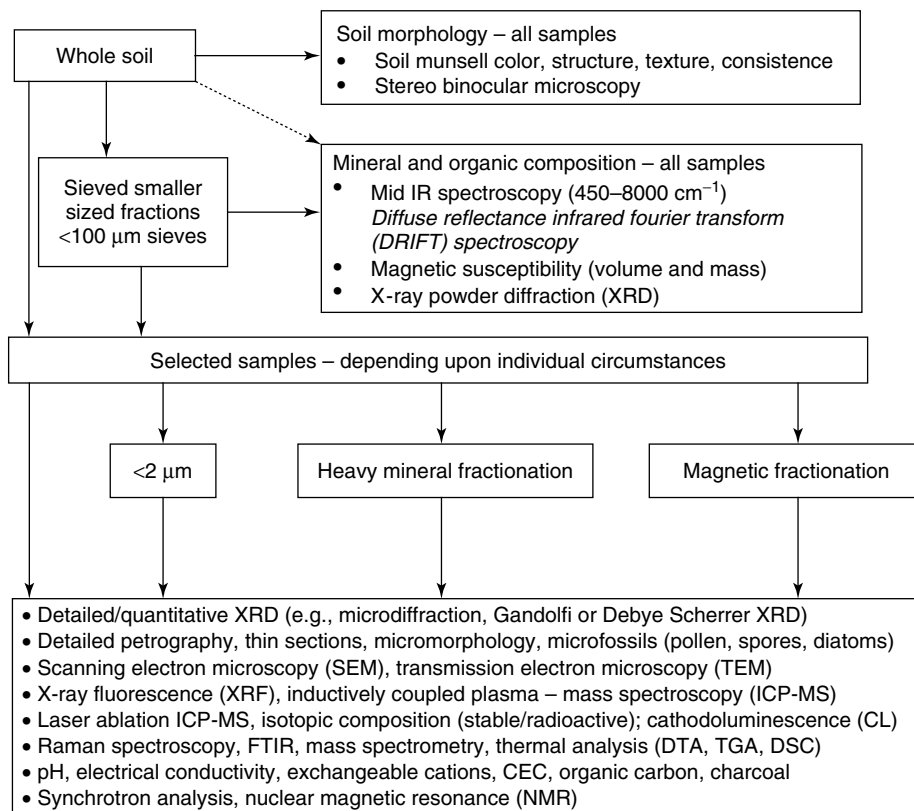 Whole soil
Soil morphology – all samples
• Soil munsell color, structure, texture, consistence
• Stereo binocular microscopy
Sieved smaller
sized fractions
<100 μm sieves
Mineral and organic composition – all samples
• Mid IR spectroscopy (450–8000 cm⁻¹)
Diffuse reflectance infrared fourier transform
(DRIFT) spectroscopy
• Magnetic susceptibility (volume and mass)
• X-ray powder diffraction (XRD)
Selected samples – depending upon individual circumstances
<2 μm
Heavy mineral fractionation
Magnetic fractionation
• Detailed/quantitative XRD (e.g., microdiffraction, Gandolfi or Debye Scherrer XRD)
• Detailed petrography, thin sections, micromorphology, microfossils (pollen, spores, diatoms)
• Scanning electron microscopy (SEM), transmission electron microscopy (TEM)
• X-ray fluorescence (XRF), inductively coupled plasma – mass spectroscopy (ICP-MS)
• Laser ablation ICP-MS, isotopic composition (stable/radioactive); cathodoluminescence (CL)
• Raman spectroscopy, FTIR, mass spectrometry, thermal analysis (DTA, TGA, DSC)
• pH, electrical conductivity, exchangeable cations, CEC, organic carbon, charcoal
• Synchrotron analysis, nuclear magnetic resonance (NMR)